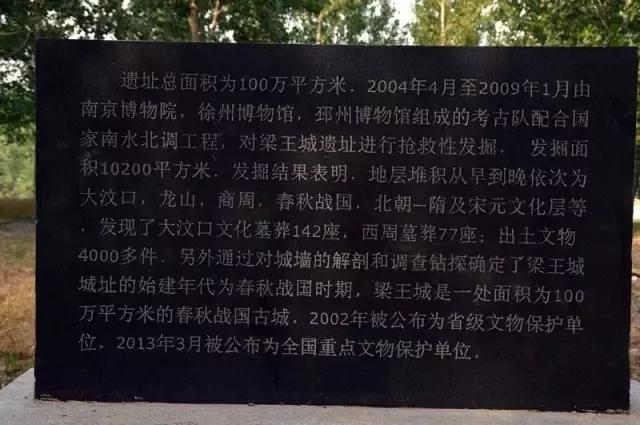 遗址总面积为100万平方米．2004年4月至2009年1月由
南京博物院，徐州博物馆，邳州博物馆组成的考古队配合国
家南水北调工程，对梁王城遗址进行抢救性发掘， 发掘面
积10200平方米．发掘结果表明．地层堆积从早到晚依次为
大汶口，龙山，商周，春秋战国，北朝—隋及宋元文化层等
．发现了大汶口文化墓葬142座，西周墓葬77座；出土文物
4000多件．另外通过对城墙的解剖和调查钻探确定了梁王城
城址的始建年代为春秋战国时期，梁王城是一处面积为100
万平方米的春秋战国古城。2002年被公布为省级文物保护单
位。2013年3月被公布为全国重点文物保护单位。